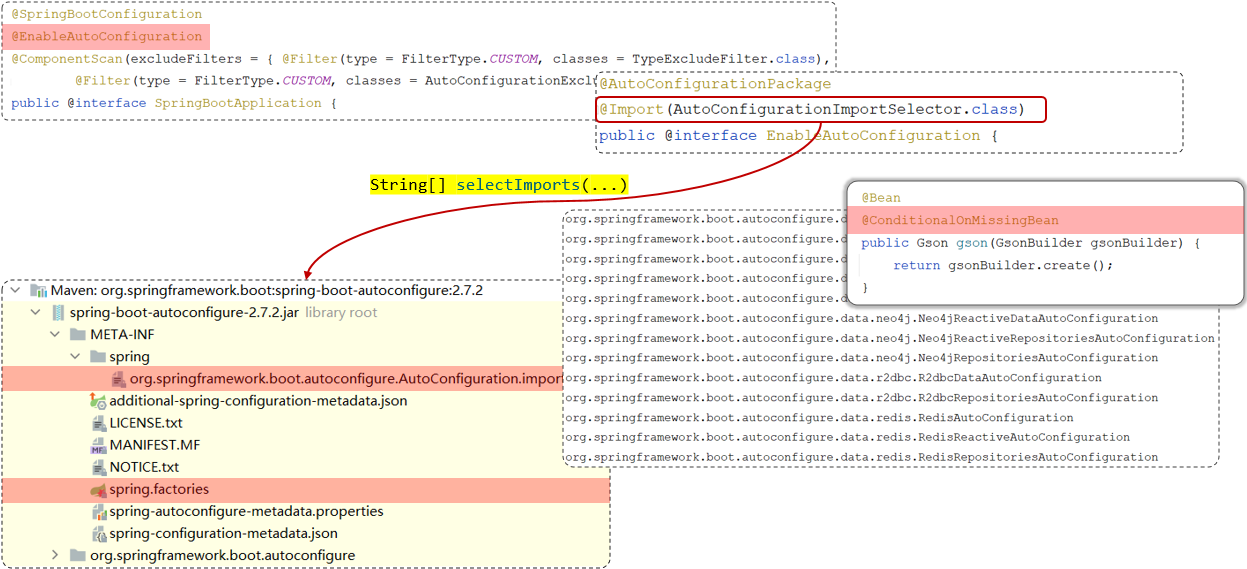 @SpringBootConfiguration
@EnableAutoConfiguration
@ComponentScan(excludeFilters = { @Filter(type = FilterType.CUSTOM, classes = TypeExcludeFilter.class),
@Filter(type = FilterType.CUSTOM, classes = AutoConfigurationExcl
public @interface SpringBootApplication {
@AutoConfigurationPackage
@Import(AutoConfigurationImportSelector.class)
public @interface EnableAutoConfiguration {
String[] selectImports(...)
@Bean
@ConditionalOnMissingBean
public Gson gson(GsonBuilder gsonBuilder) {
return gsonBuilder.create();
}
org.springframework.boot.autoconfigure.d
org.springframework.boot.autoconfigure.d
org.springframework.boot.autoconfigure.d
org.springframework.boot.autoconfigure.d
org.springframework.boot.autoconfigure.d
org.springframework.boot.autoconfigure.data.neo4j.Neo4jReactiveDataAutoConfiguration
org.springframework.boot.autoconfigure.data.neo4j.Neo4jReactiveRepositoriesAutoConfiguration
org.springframework.boot.autoconfigure.data.neo4j.Neo4jRepositoriesAutoConfiguration
org.springframework.boot.autoconfigure.data.r2dbc.R2dbcDataAutoConfiguration
org.springframework.boot.autoconfigure.data.r2dbc.R2dbcRepositoriesAutoConfiguration
org.springframework.boot.autoconfigure.data.redis.RedisAutoConfiguration
org.springframework.boot.autoconfigure.data.redis.RedisReactiveAutoConfiguration
org.springframework.boot.autoconfigure.data.redis.RedisRepositoriesAutoConfiguration
Maven: org.springframework.boot:spring-boot-autoconfigure:2.7.2
spring-boot-autoconfigure-2.7.2.jar library root
META-INF
spring
org.springframework.boot.autoconfigure.AutoConfiguration.impor
additional-spring-configuration-metadata.json
LICENSE.txt
MANIFEST.MF
NOTICE.txt
spring.factories
spring-autoconfigure-metadata.properties
spring-configuration-metadata.json
org.springframework.boot.autoconfigure